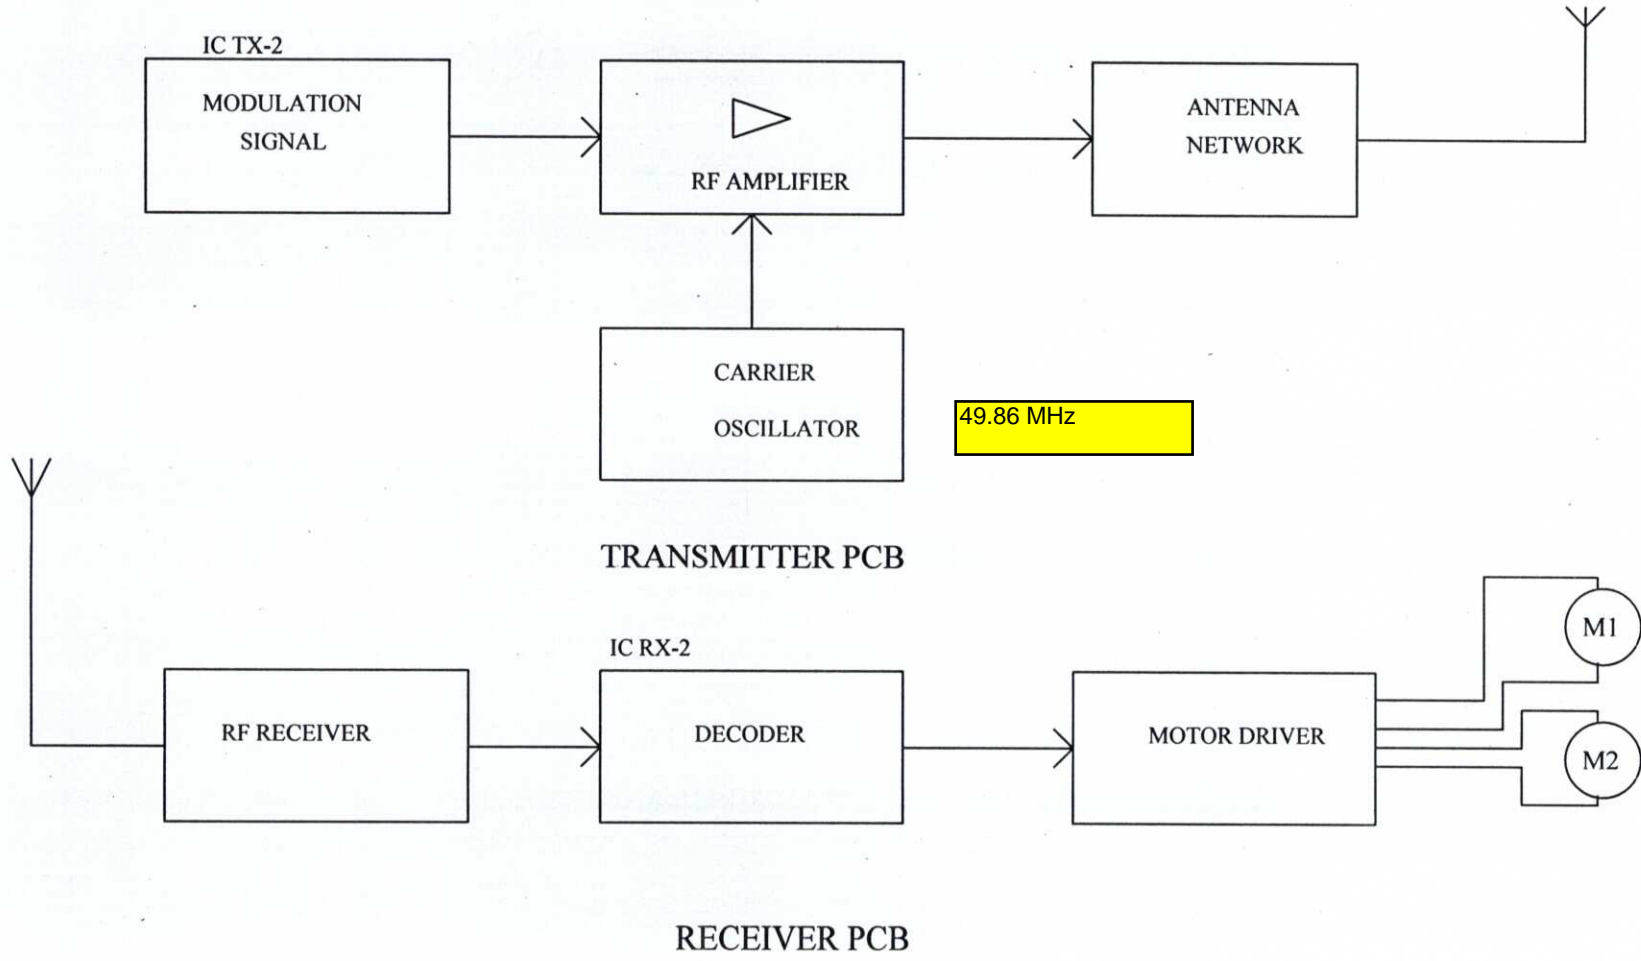 IC TX-2
MODULATION
SIGNAL
RF AMPLIFIER
ANTENNA
NETWORK
CARRIER
OSCILLATOR
49.86 MHz
TRANSMITTER PCB
RF RECEIVER
IC RX-2
DECODER
MOTOR DRIVER
M1
M2
RECEIVER PCB